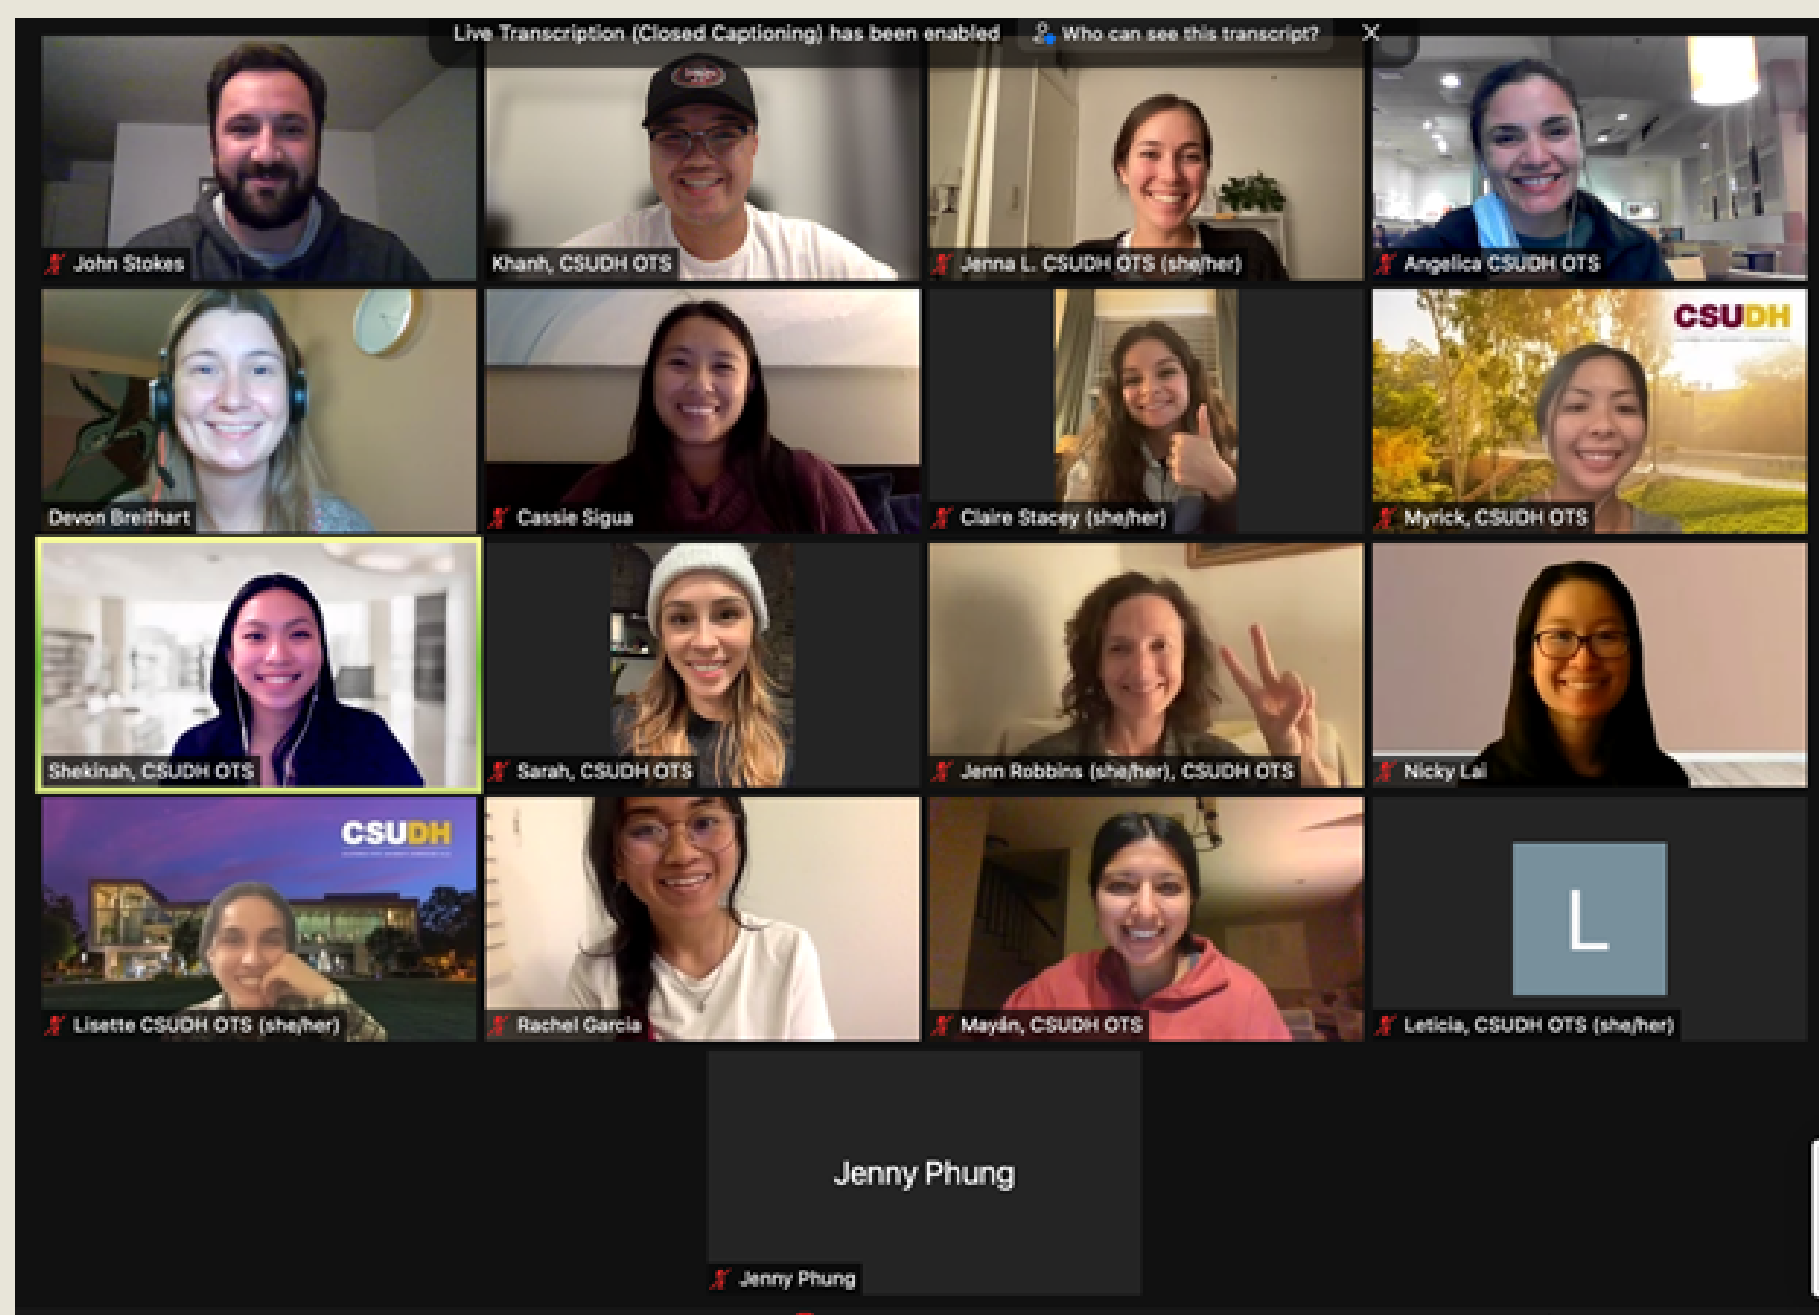 Live Transcription (Closed Captioning) has been enabled Who can see this transcript?
John Stokes
Khanh, CSUDH OTS
Jenna L. CSUDH OTS (she/her)
Angelica CSUDH OTS
CSUDH
Devon Breithart
Cassie Sigua
Claire Stacey (she/her)
Myrick, CSUDH OTS
Shekinah, CSUDH OTS
Sarah, CSUDH OTS
Jenn Robbins (she/her), CSUDH OTS
Nicky Lai
CSUDH
L
Lisette CSUDH OTS (she/her)
Rachel Garcia
Mayán, CSUDH OTS
Leticia, CSUDH OTS (she/her)
Jenny Phung
Jenny Phung